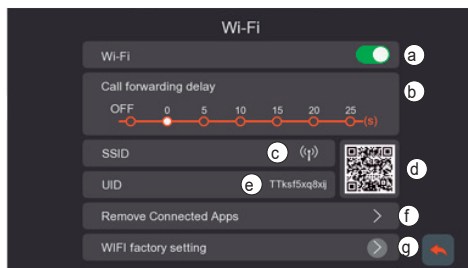 Wi-Fi
Wi-Fi a
Call forwarding delay b
OFF 0 5 10 15 20 25
(s)
SSID c
d
UID e TTksf5xq8xij
Remove Connected Apps f
WIFI factory setting g